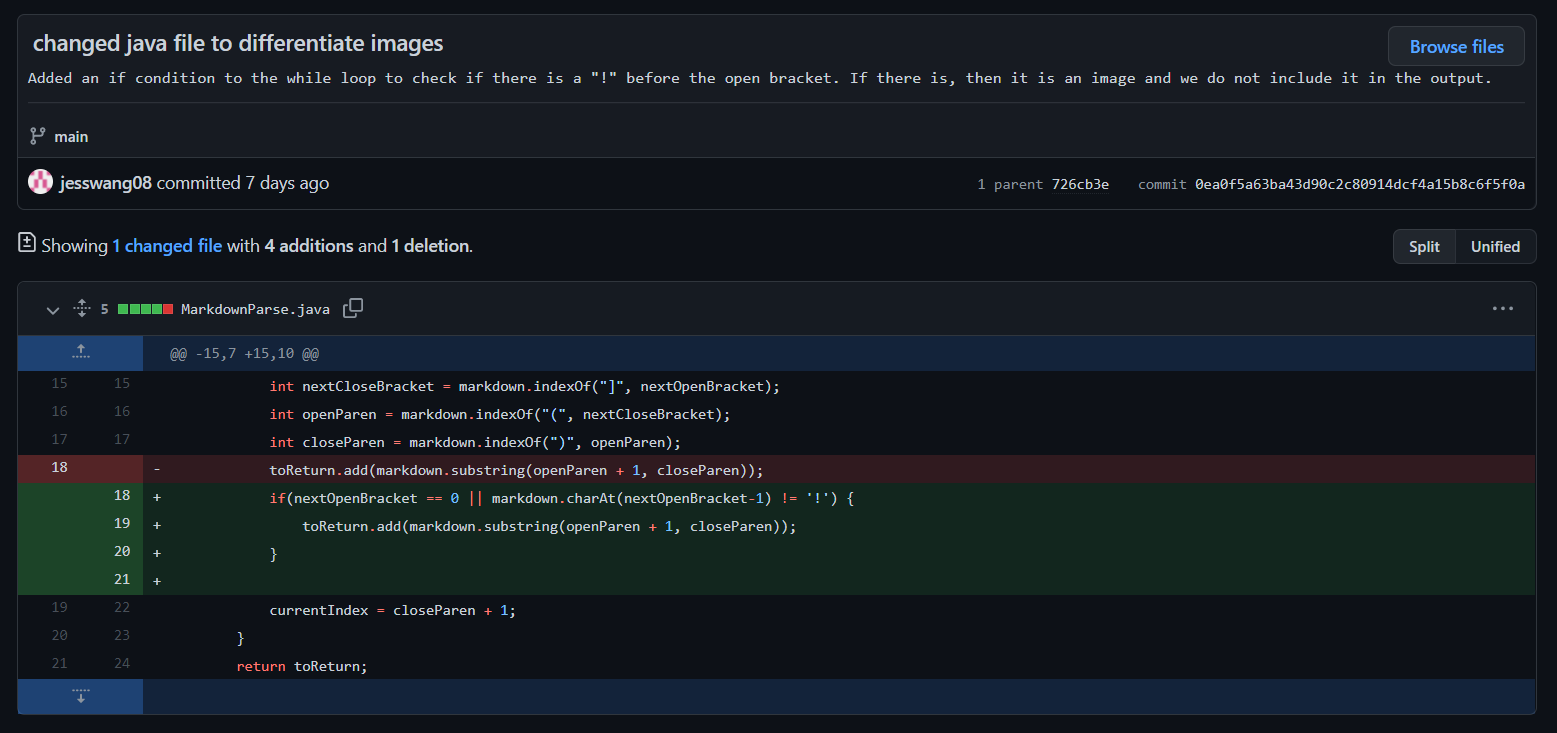 changed java file to differentiate images
Browse files
Added an if condition to the while loop to check if there is a "!" before the open bracket. If there is, then it is an image and we do not include it in the output.
main
jesswang08 committed 7 days ago
1 parent 726cb3e commit 0ea0f5a63ba43d90c2c80914dcf4a15b8c6f5f0a
Showing 1 changed file with 4 additions and 1 deletion.
Split Unified
5 MarkdownParse.java
@@ -15,7 +15,10 @@
15 15 int nextCloseBracket = markdown.indexOf("]", nextOpenBracket);
16 16 int openParen = markdown.indexOf("(", nextCloseBracket);
17 17 int closeParen = markdown.indexOf(")", openParen);
18 - toReturn.add(markdown.substring(openParen + 1, closeParen));
18 + if(nextOpenBracket == 0 || markdown.charAt(nextOpenBracket-1) != '!') {
19 + toReturn.add(markdown.substring(openParen + 1, closeParen));
20 + }
21 +
19 22 currentIndex = closeParen + 1;
20 23 }
21 24 return toReturn;